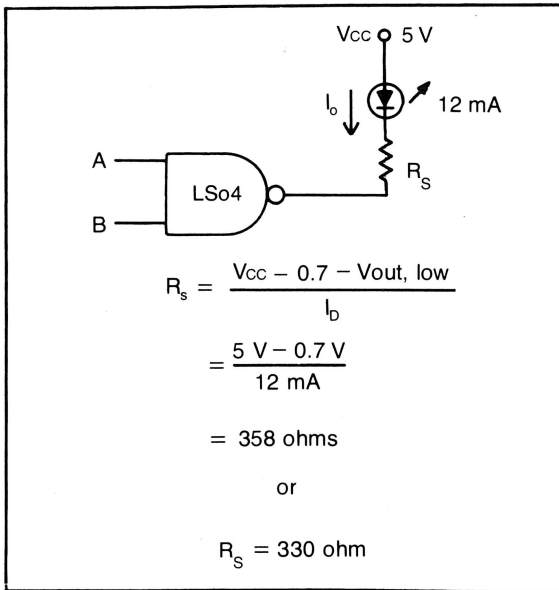 Vcc 5 V
Io
12 mA
RS
A
LSo4
B
Rs = Vcc – 0.7 – Vout, low
ID
= 5 V – 0.7 V
12 mA
= 358 ohms
or
RS = 330 ohm